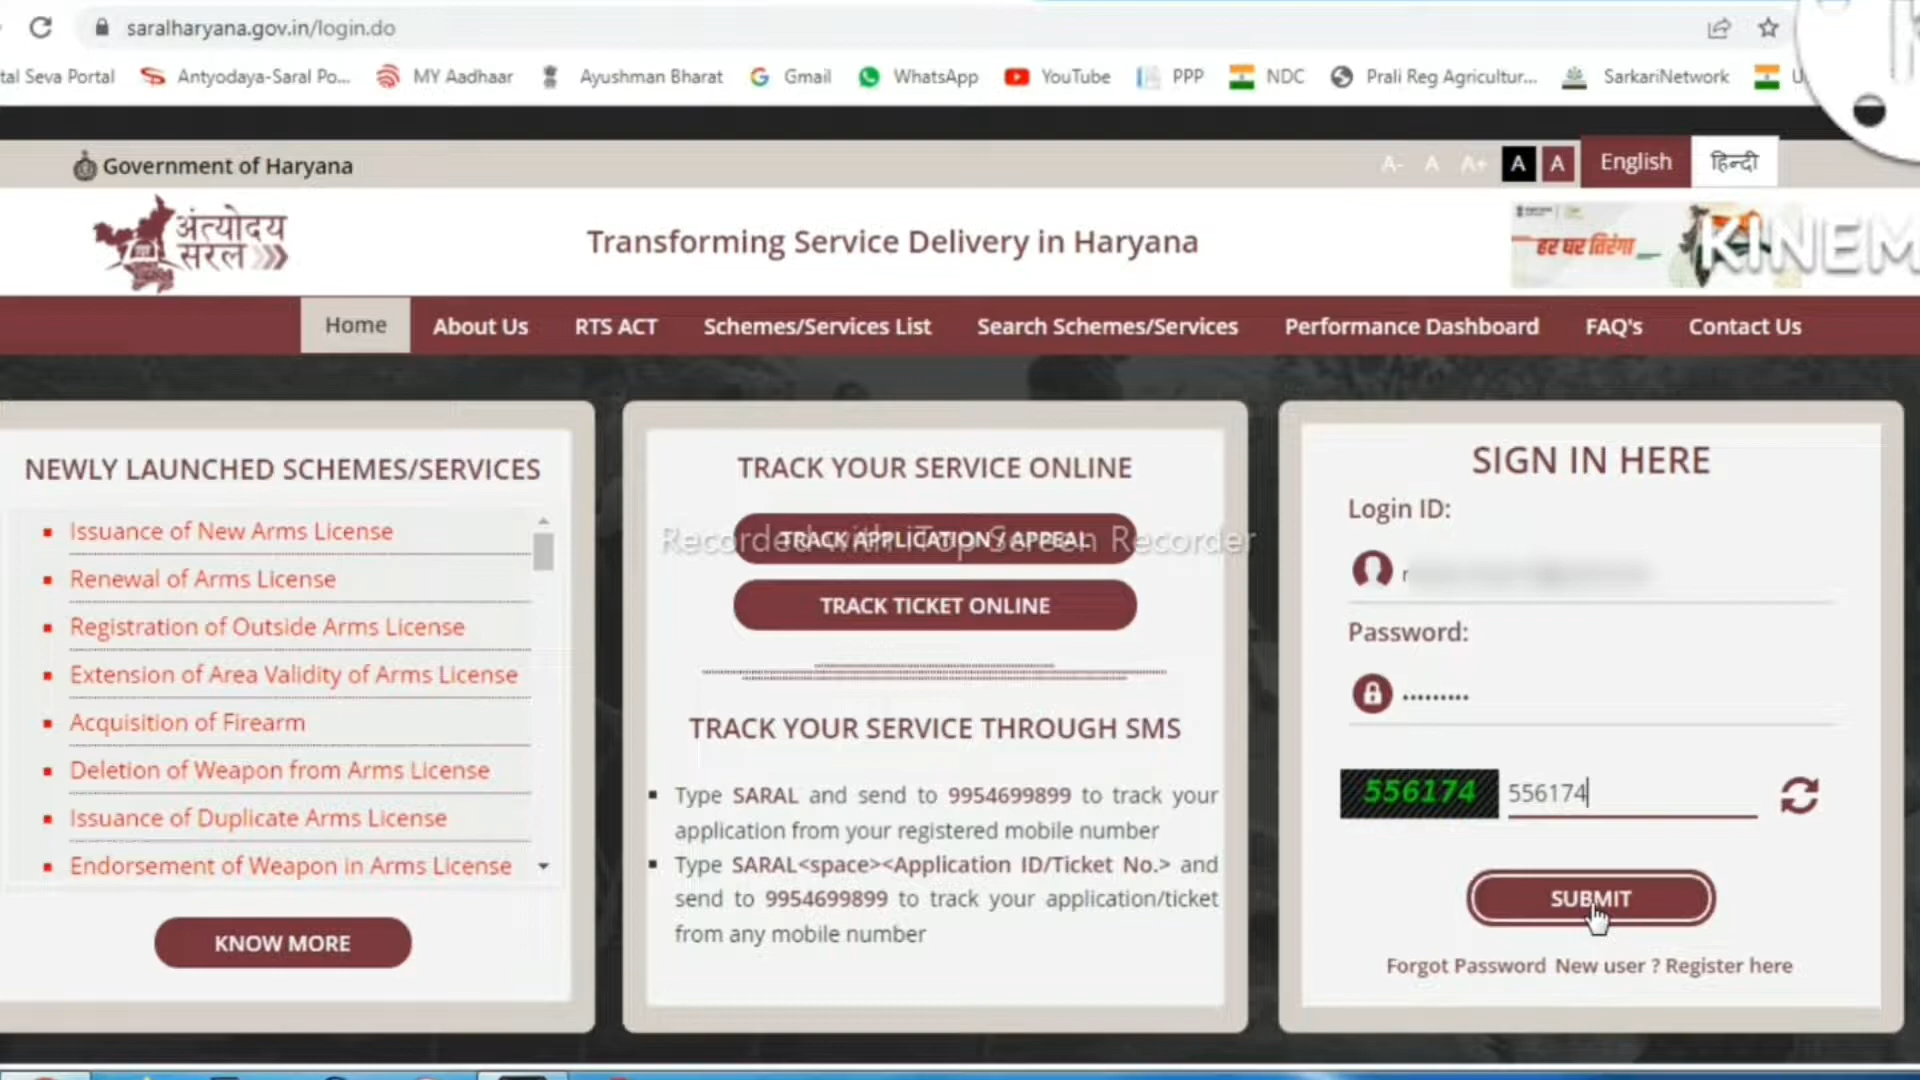 saralharyana.gov.in/login.do
tal Seva Portal Antyodaya-Saral Po... MY Aadhaar Ayushman Bharat Gmail WhatsApp YouTube PPP NDC Prali Reg Agricultur... SarkariNetwork U
Government of Haryana
A- A A+ A A English हिन्दी
अंत्योदय
सरल
Transforming Service Delivery in Haryana
हर घर तिरंगा
KINEM
Home About Us RTS ACT Schemes/Services List Search Schemes/Services Performance Dashboard FAQ's Contact Us
NEWLY LAUNCHED SCHEMES/SERVICES
Issuance of New Arms License
Renewal of Arms License
Registration of Outside Arms License
Extension of Area Validity of Arms License
Acquisition of Firearm
Deletion of Weapon from Arms License
Issuance of Duplicate Arms License
Endorsement of Weapon in Arms License
KNOW MORE
TRACK YOUR SERVICE ONLINE
TRACK APPLICATION / APPEAL
Recorded with iTop Screen Recorder
TRACK TICKET ONLINE
TRACK YOUR SERVICE THROUGH SMS
Type SARAL and send to 9954699899 to track your
application from your registered mobile number
Type SARAL<space><Application ID/Ticket No.> and
send to 9954699899 to track your application/ticket
from any mobile number
SIGN IN HERE
Login ID:
r
Password:
556174 556174
SUBMIT
Forgot Password New user ? Register here